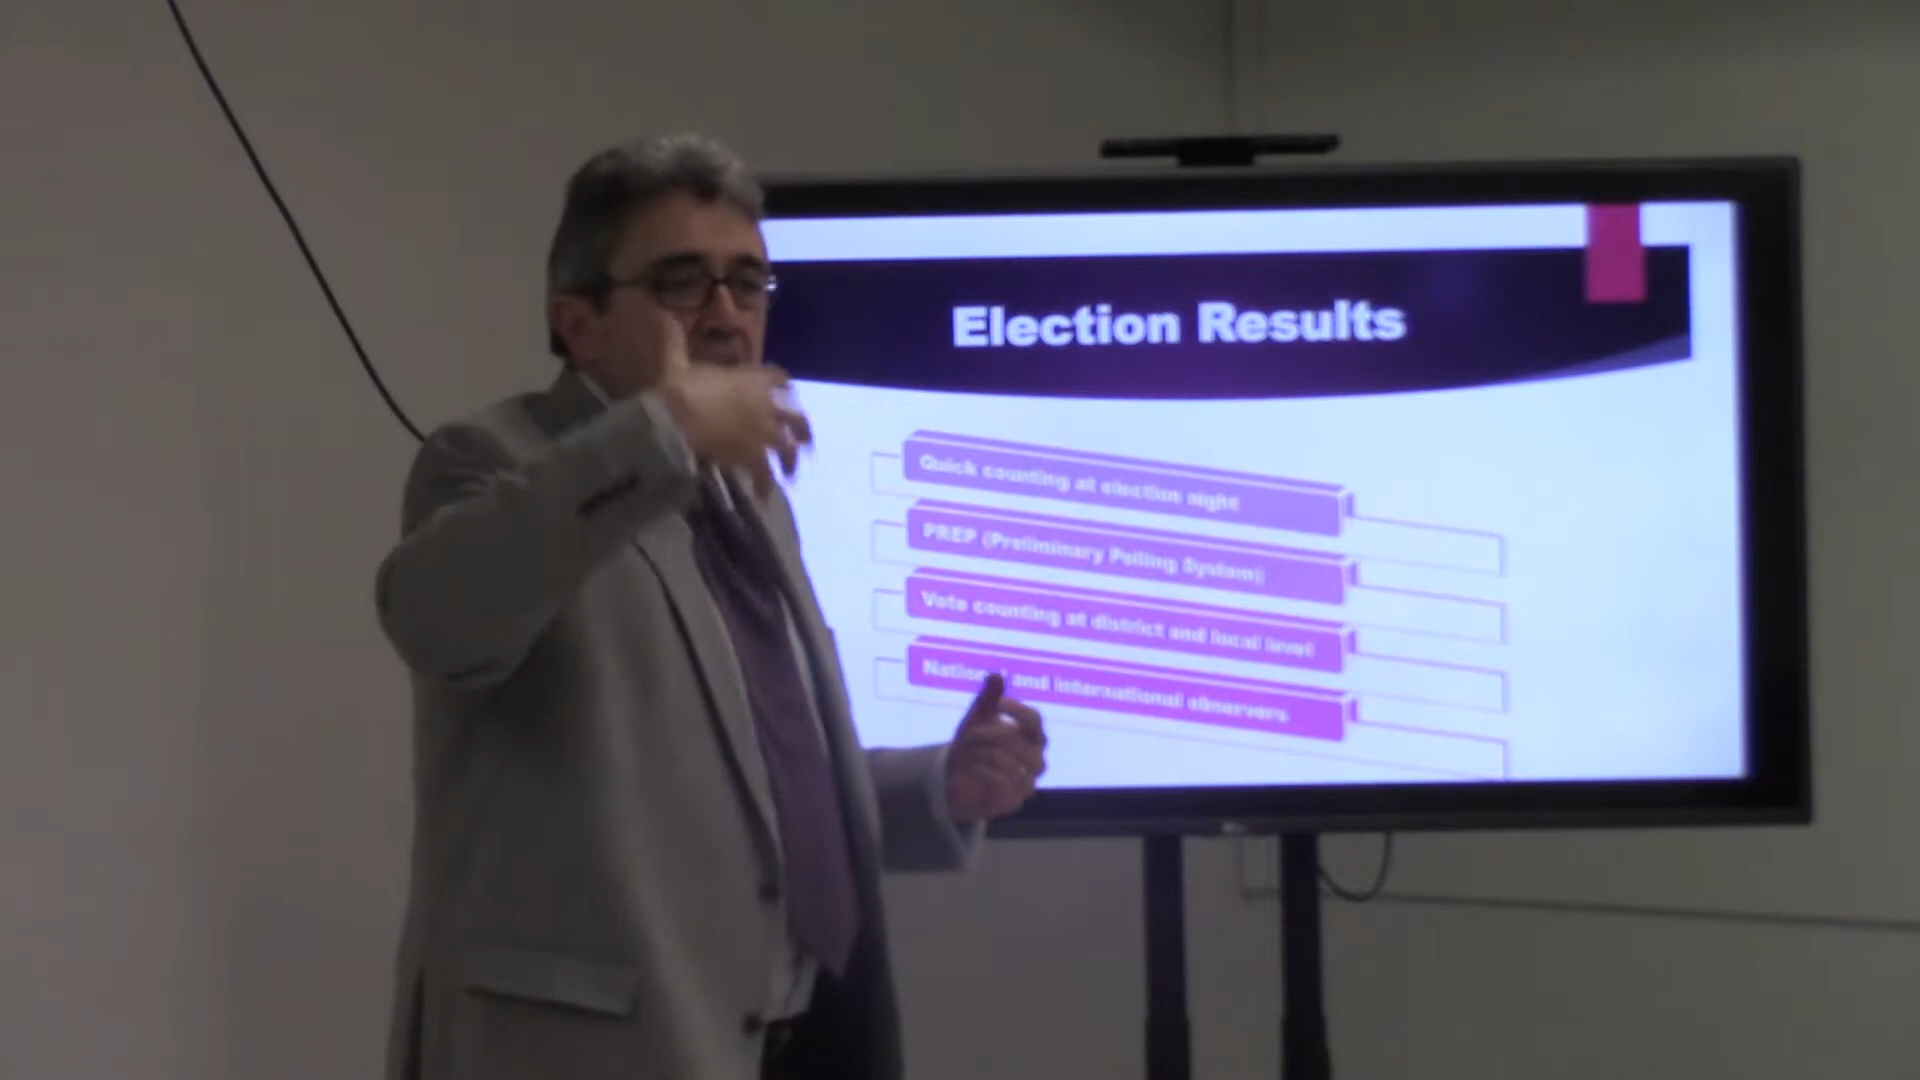 Election Results
Quick counting at election night
PREP (Preliminary Polling System)
Vote counting at district and local level
National and international observers